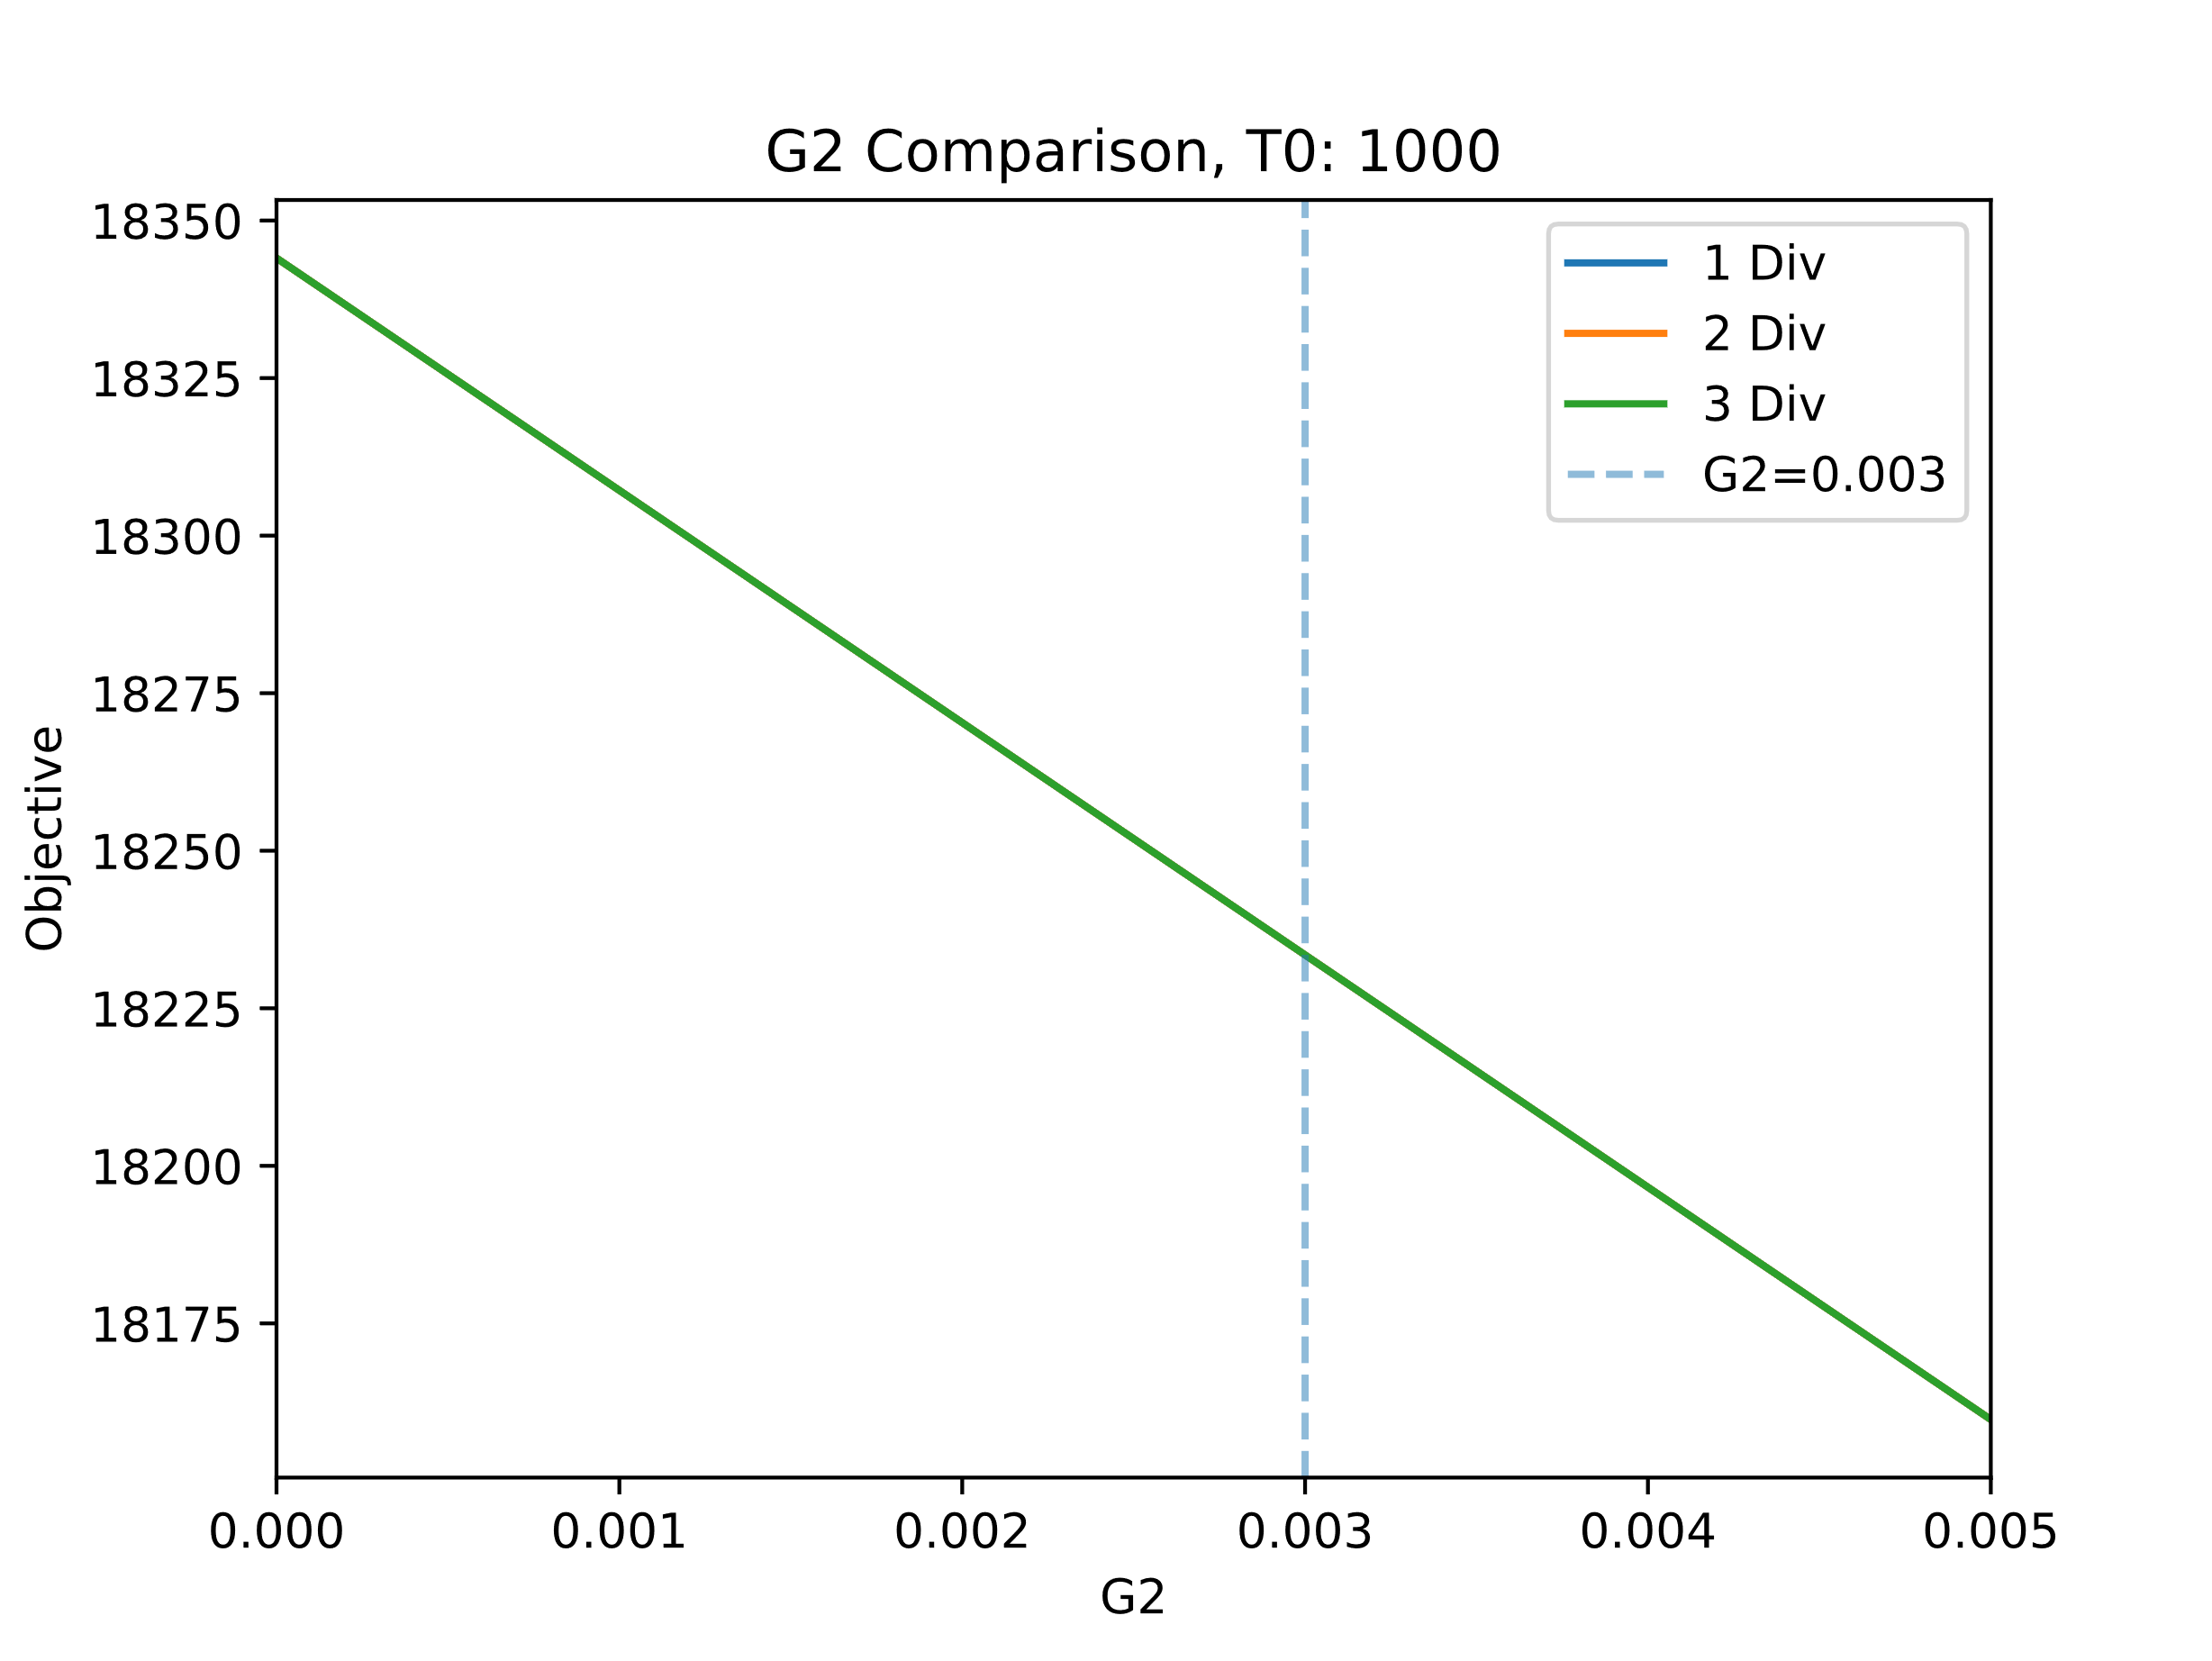 G2 Comparison, T0: 1000
18350
18325
18300
18275
18250
18225
18200
18175
Objective
1 Div
2 Div
3 Div
G2=0.003
0.000 0.001 0.002 0.003 0.004 0.005
G2